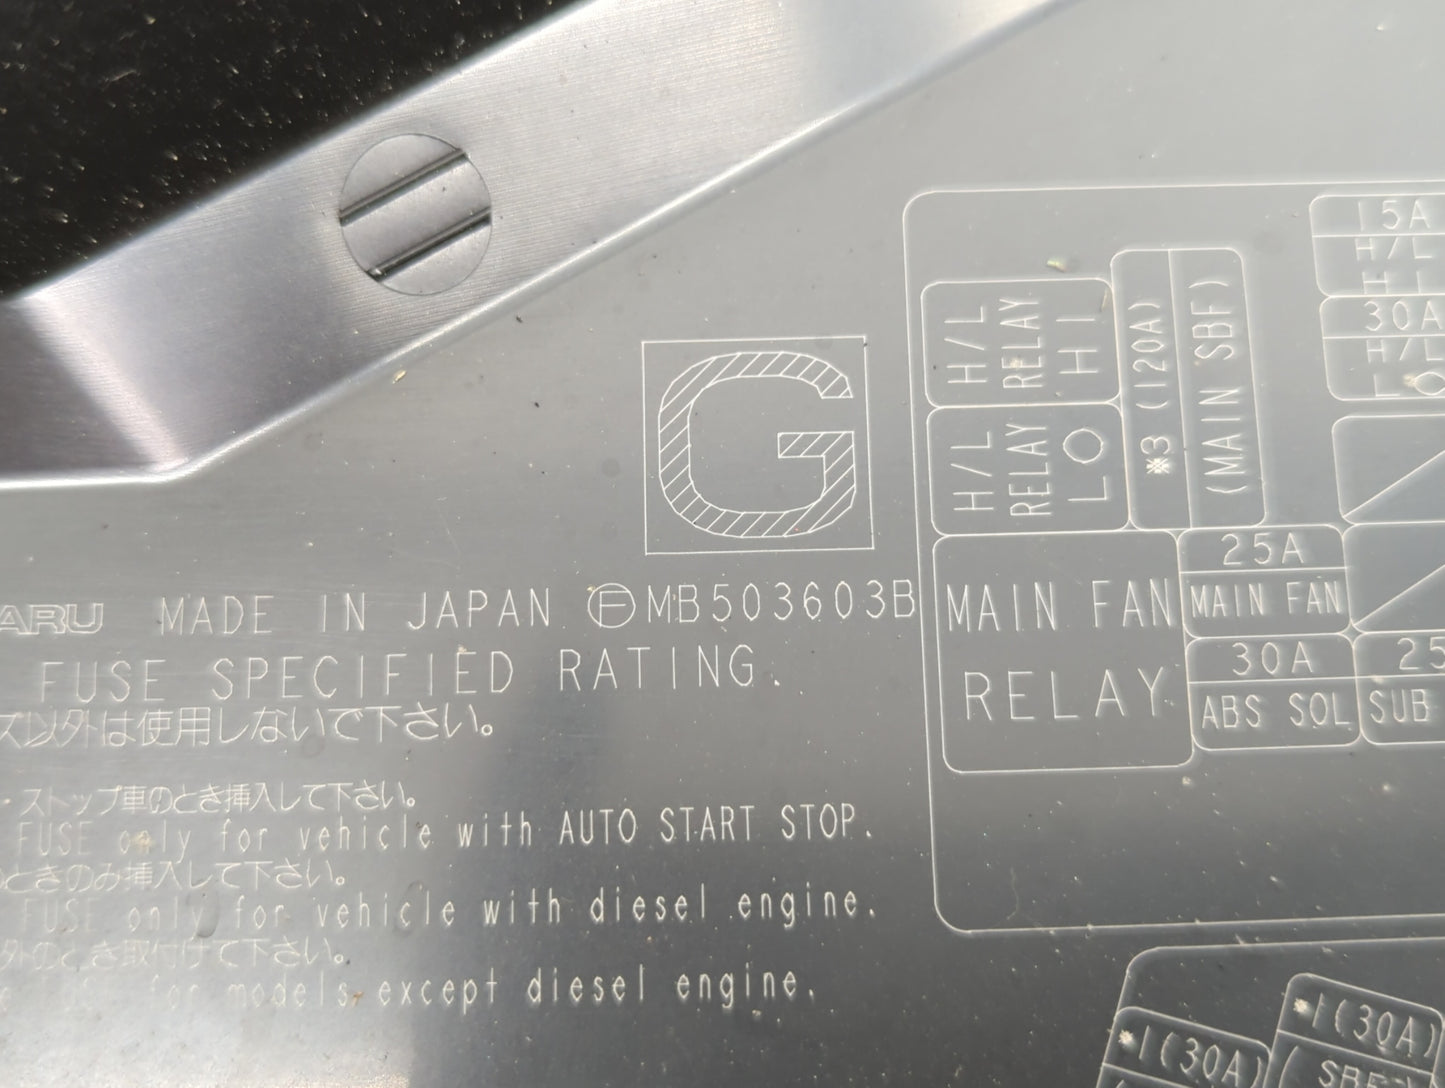 G
ARU MADE IN JAPAN ⒻMB503603B
FUSE SPECIFIED RATING.
ズ以外は使用しないで下さい。
・ストップ車のとき挿入して下さい。
FUSE only for vehicle with AUTO START STOP.
のときのみ挿入して下さい。
FUSE only for vehicle with diesel engine.
外のとき取付けて下さい。
for models except diesel engine.
H/L
RELAY
HI
H/L
RELAY
LO
※3 (120A)
(MAIN SBF)
15A
H/L
HI
30A
H/L
LO
MAIN FAN
RELAY
25A
MAIN FAN
30A
ABS SOL
25
SUB
※1(30A)
※1(30A)